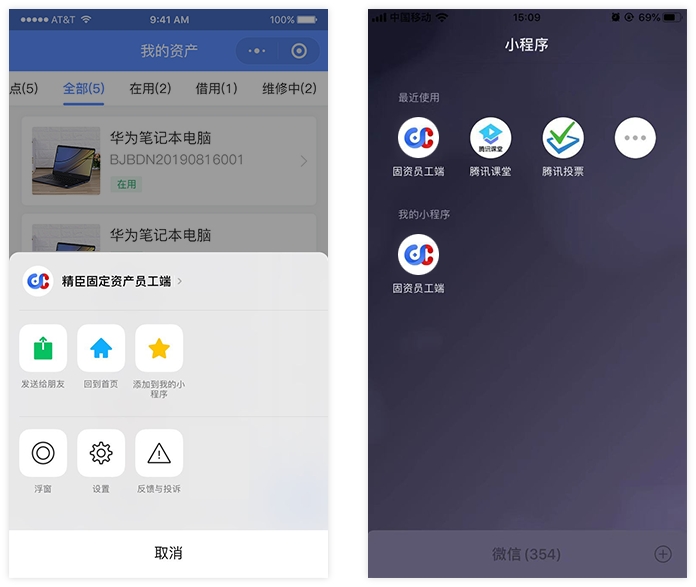 AT&T 9:41 AM 100%
我的资产
点(5) 全部(5) 在用(2) 借用(1) 维修中(2)
华为笔记本电脑
BJBDN20190816001
在用
华为笔记本电脑
精臣固定资产员工端
发送给朋友 回到首页 添加到我的小
程序
浮窗 设置 反馈与投诉
取消
中国移动 15:09 69%
小程序
最近使用
腾讯课堂
固资员工端 腾讯课堂 腾讯投票
我的小程序
固资员工端
微信(354)